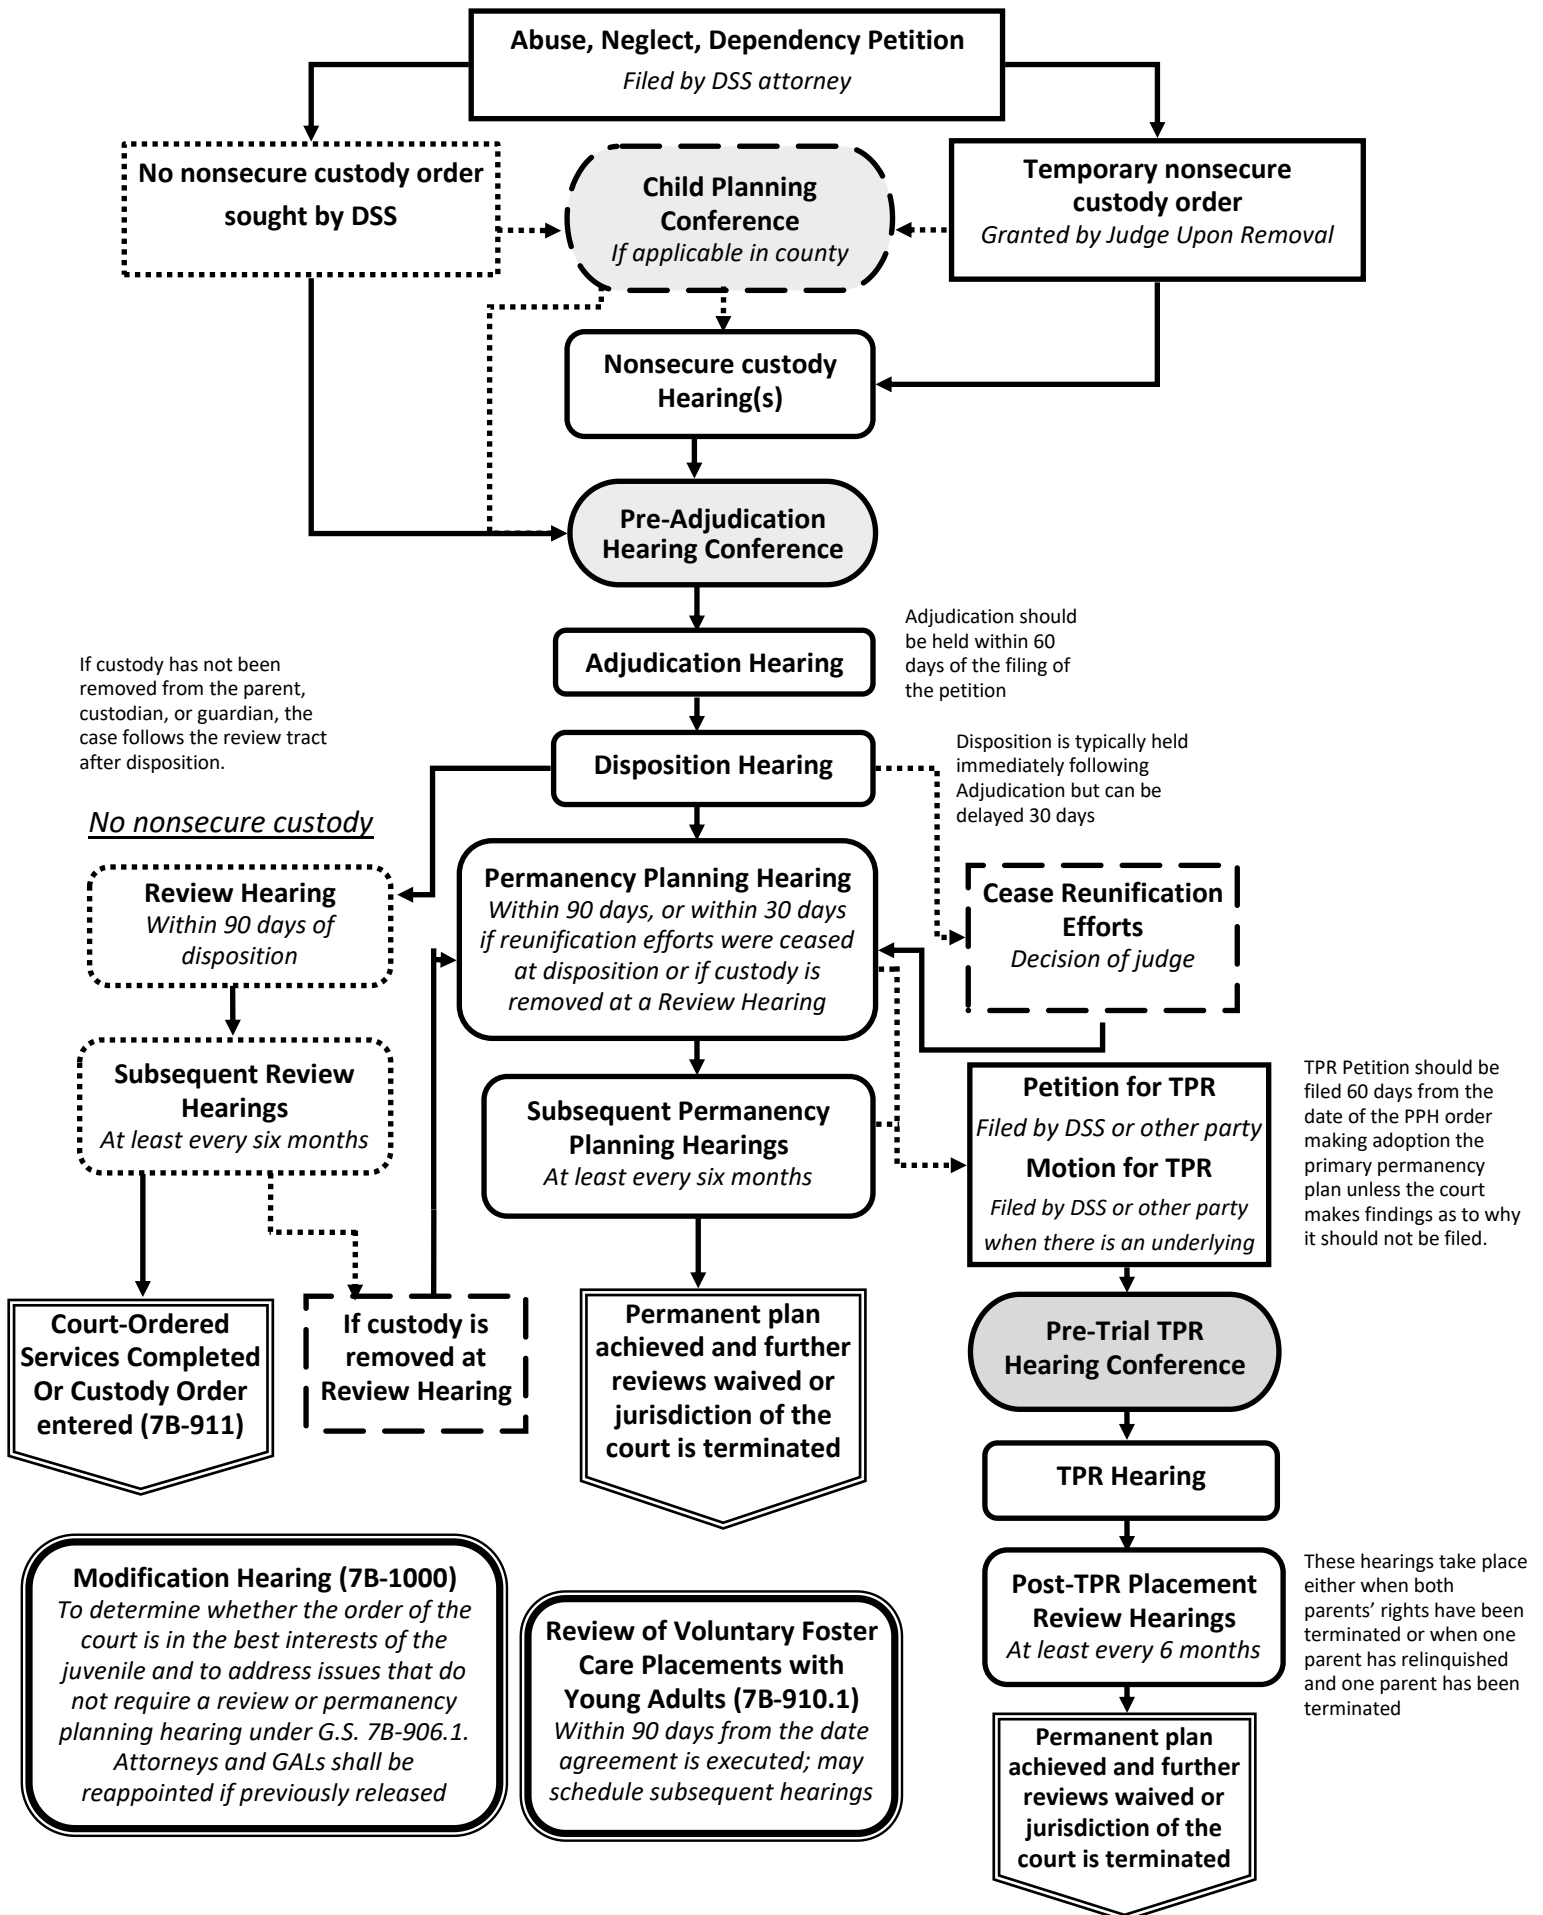 Abuse, Neglect, Dependency Petition
Filed by DSS attorney
No nonsecure custody order
sought by DSS
Child Planning
Conference
If applicable in county
Temporary nonsecure
custody order
Granted by Judge Upon Removal
Nonsecure custody
Hearing(s)
Pre-Adjudication
Hearing Conference
Adjudication Hearing
Adjudication should
be held within 60
days of the filing of
the petition
If custody has not been
removed from the parent,
custodian, or guardian, the
case follows the review tract
after disposition.
Disposition Hearing
Disposition is typically held
immediately following
Adjudication but can be
delayed 30 days
No nonsecure custody
Review Hearing
Within 90 days of
disposition
Permanency Planning Hearing
Within 90 days, or within 30 days
if reunification efforts were ceased
at disposition or if custody is
removed at a Review Hearing
Cease Reunification
Efforts
Decision of judge
Subsequent Review
Hearings
At least every six months
Subsequent Permanency
Planning Hearings
At least every six months
Petition for TPR
Filed by DSS or other party
Motion for TPR
Filed by DSS or other party
when there is an underlying
TPR Petition should be
filed 60 days from the
date of the PPH order
making adoption the
primary permanency
plan unless the court
makes findings as to why
it should not be filed.
Court-Ordered
Services Completed
Or Custody Order
entered (7B-911)
If custody is
removed at
Review Hearing
Permanent plan
achieved and further
reviews waived or
jurisdiction of the
court is terminated
Pre-Trial TPR
Hearing Conference
TPR Hearing
Modification Hearing (7B-1000)
To determine whether the order of the
court is in the best interests of the
juvenile and to address issues that do
not require a review or permanency
planning hearing under G.S. 7B-906.1.
Attorneys and GALs shall be
reappointed if previously released
Review of Voluntary Foster
Care Placements with
Young Adults (7B-910.1)
Within 90 days from the date
agreement is executed; may
schedule subsequent hearings
Post-TPR Placement
Review Hearings
At least every 6 months
These hearings take place
either when both
parents’ rights have been
terminated or when one
parent has relinquished
and one parent has been
terminated
Permanent plan
achieved and further
reviews waived or
jurisdiction of the
court is terminated